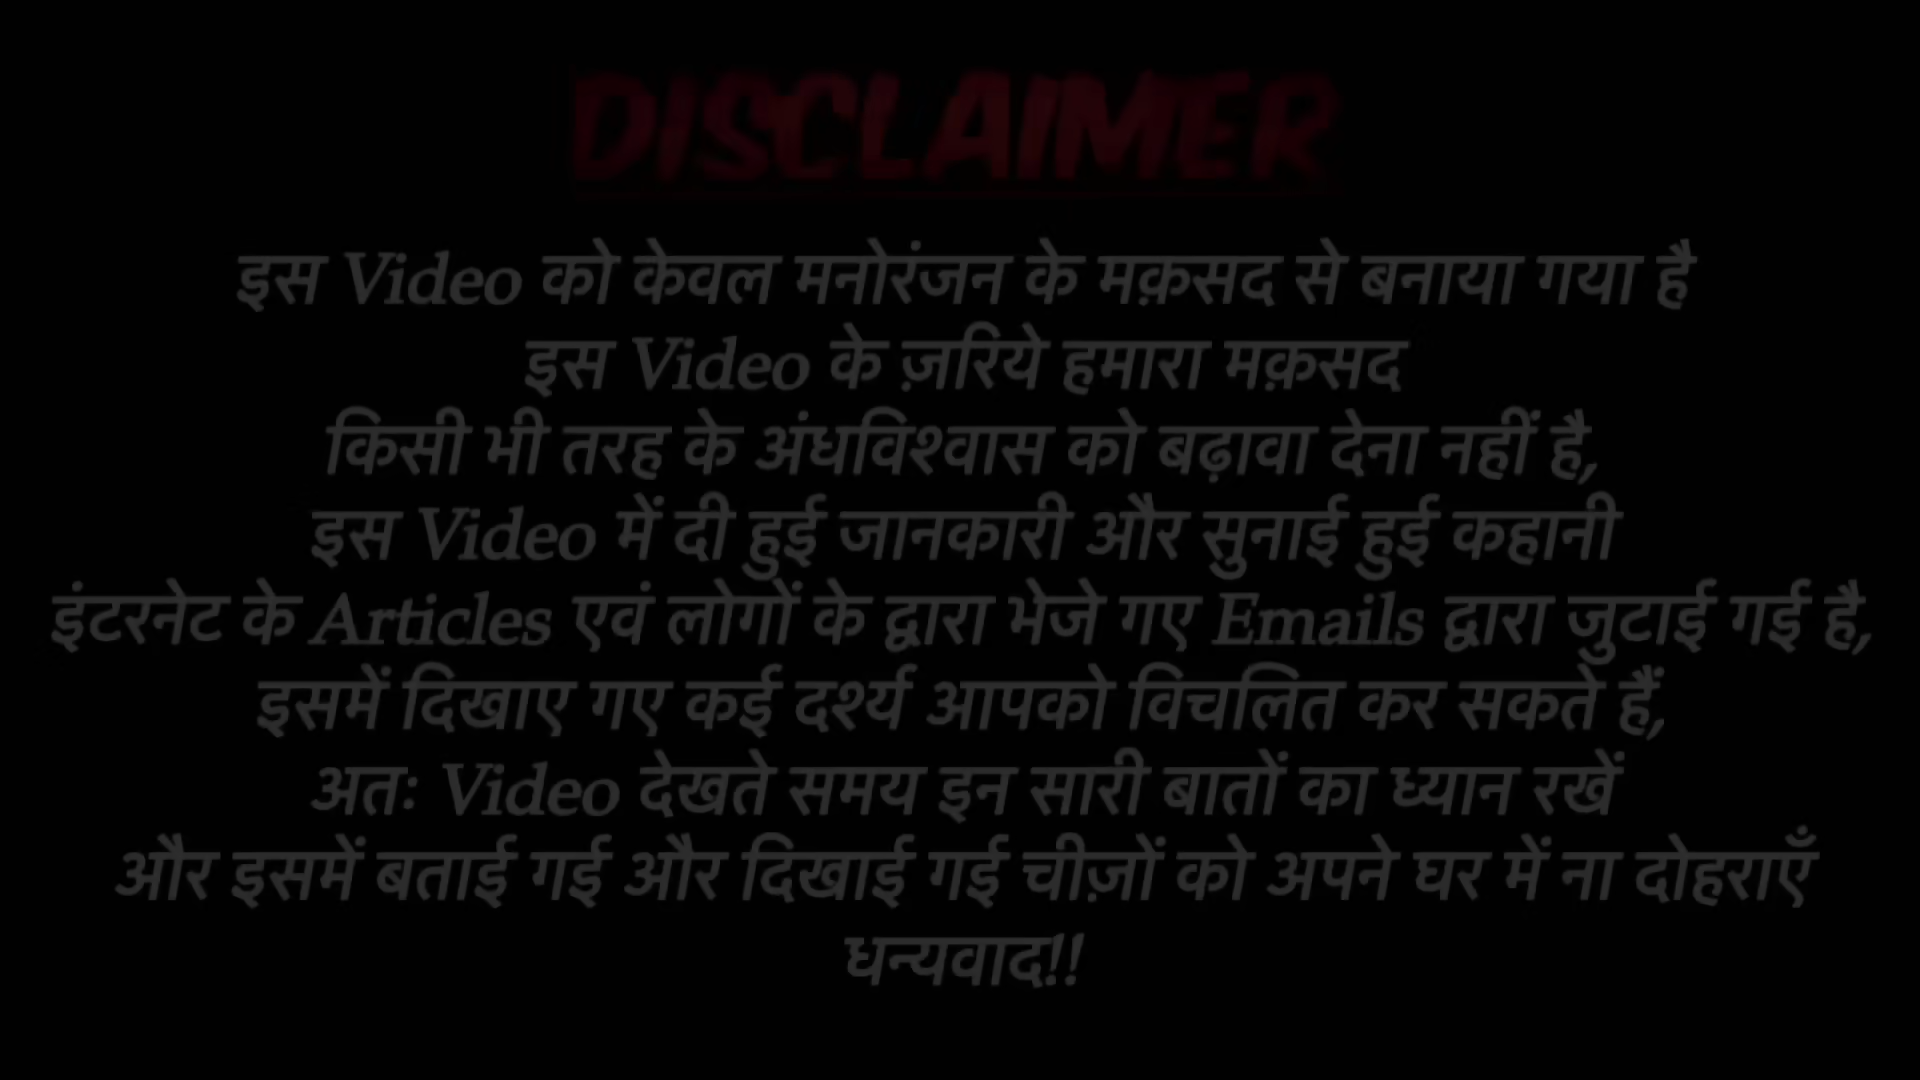 DISCLAIMER
इस Video को केवल मनोरंजन के मक़सद से बनाया गया है
इस Video के ज़रिये हमारा मक़सद
किसी भी तरह के अंधविश्वास को बढ़ावा देना नहीं है,
इस Video में दी हुई जानकारी और सुनाई हुई कहानी
इंटरनेट के Articles एवं लोगों के द्वारा भेजे गए Emails द्वारा जुटाई गई है,
इसमें दिखाए गए कई दर्श्य आपको विचलित कर सकते हैं,
अतः Video देखते समय इन सारी बातों का ध्यान रखें
और इसमें बताई गई और दिखाई गई चीज़ों को अपने घर में ना दोहराएँ
धन्यवाद!!